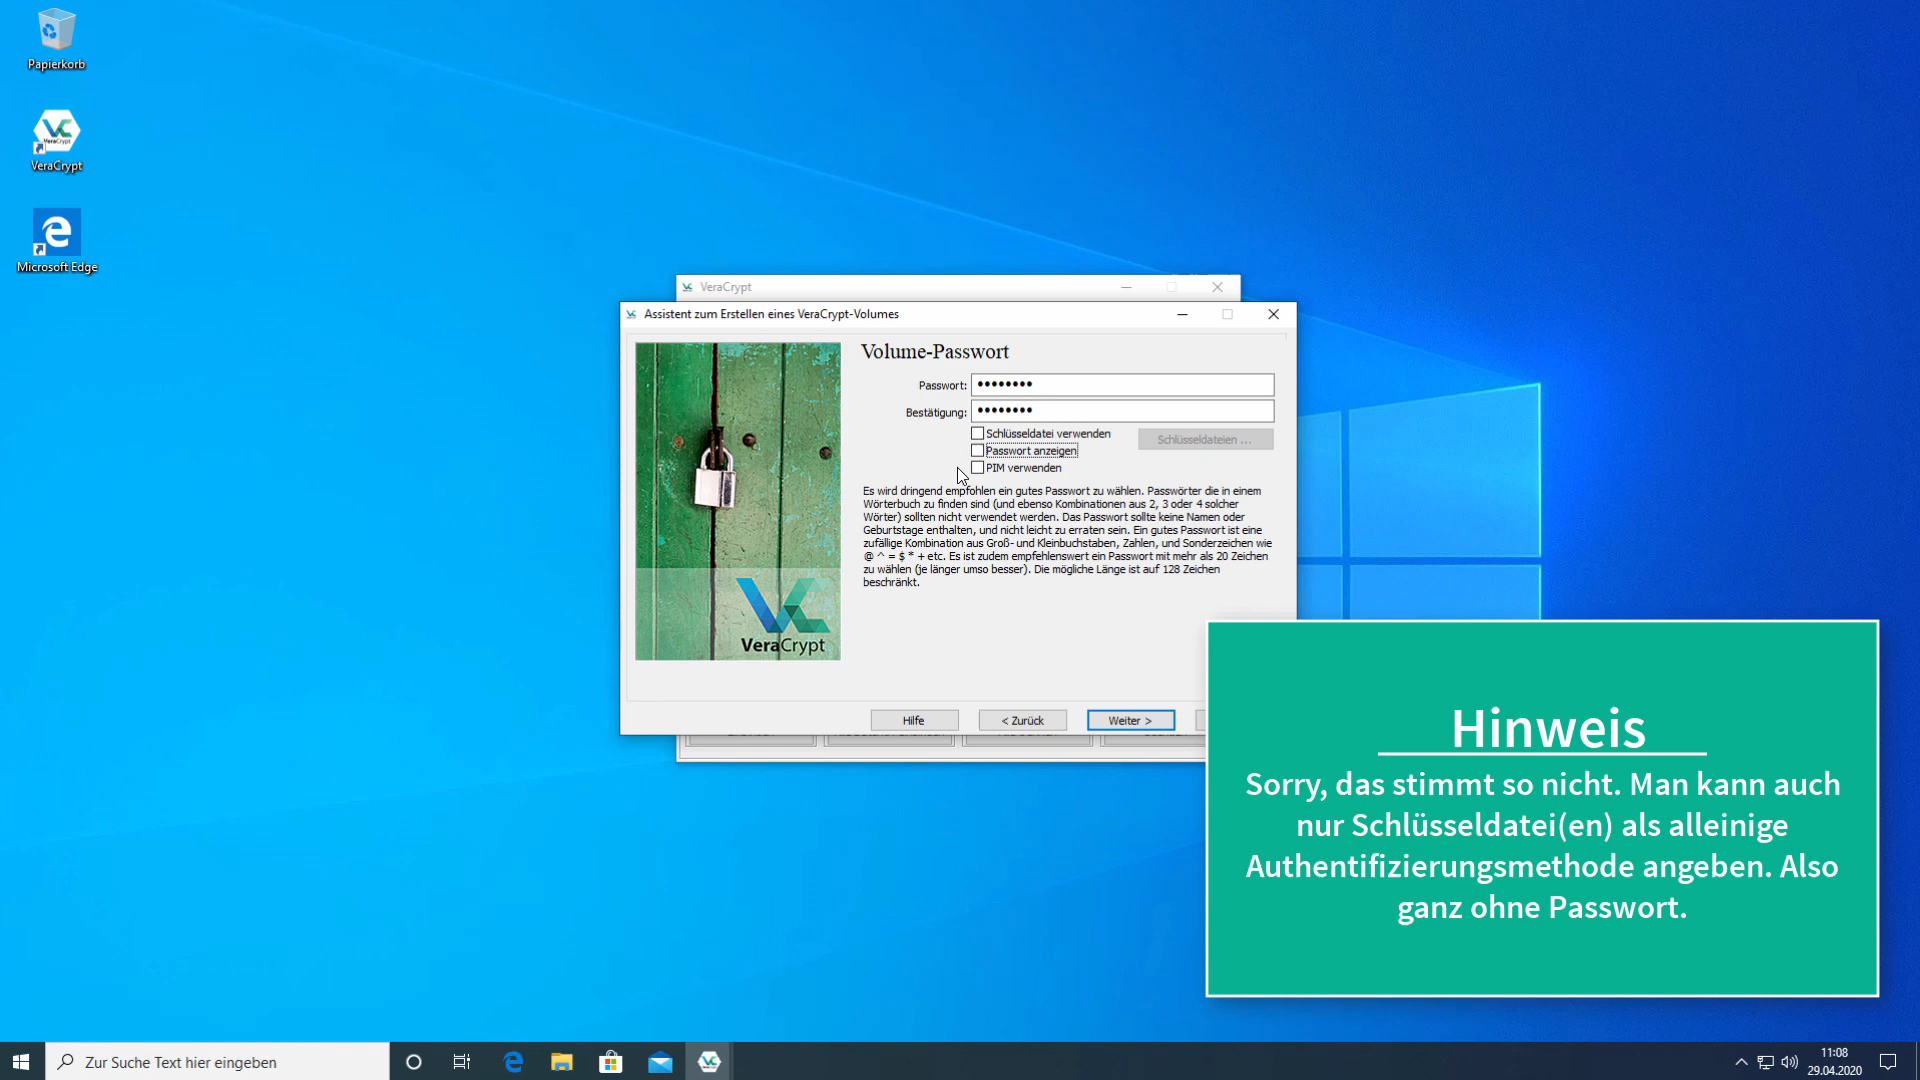 Papierkorb
VeraCrypt
VeraCrypt
Microsoft Edge
VeraCrypt
Assistent zum Erstellen eines VeraCrypt-Volumes
Volume-Passwort
Passwort:
Bestätigung:
Schlüsseldatei verwenden
Schlüsseldateien ...
Passwort anzeigen
PIM verwenden
Es wird dringend empfohlen ein gutes Passwort zu wählen. Passwörter die in einem
Wörterbuch zu finden sind (und ebenso Kombinationen aus 2, 3 oder 4 solcher
Wörter) sollten nicht verwendet werden. Das Passwort sollte keine Namen oder
Geburtstage enthalten, und nicht leicht zu erraten sein. Ein gutes Passwort ist eine
zufällige Kombination aus Groß- und Kleinbuchstaben, Zahlen, und Sonderzeichen wie
@ ^ = $ * + etc. Es ist zudem empfehlenswert ein Passwort mit mehr als 20 Zeichen
zu wählen (je länger umso besser). Die mögliche Länge ist auf 128 Zeichen
beschränkt.
VeraCrypt
Hilfe
< Zurück
Weiter >
Hinweis
Sorry, das stimmt so nicht. Man kann auch
nur Schlüsseldatei(en) als alleinige
Authentifizierungsmethode angeben. Also
ganz ohne Passwort.
Zur Suche Text hier eingeben
11:08
29.04.2020